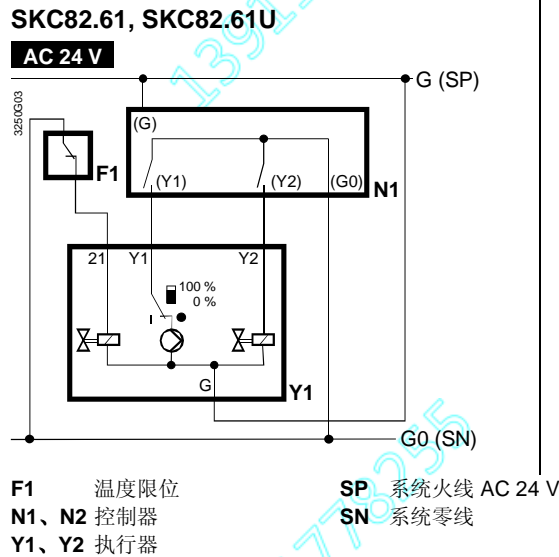 SKC82.61, SKC82.61U
AC 24 V
G (SP)
3250G03
(G)
F1
(Y1)
(Y2)
(G0)
N1
21
Y1
Y2
100 %
0 %
I
G
Y1
G0 (SN)
F1 温度限位
SP 系统火线 AC 24 V
N1、N2 控制器
SN 系统零线
Y1、Y2 执行器
13911
778255